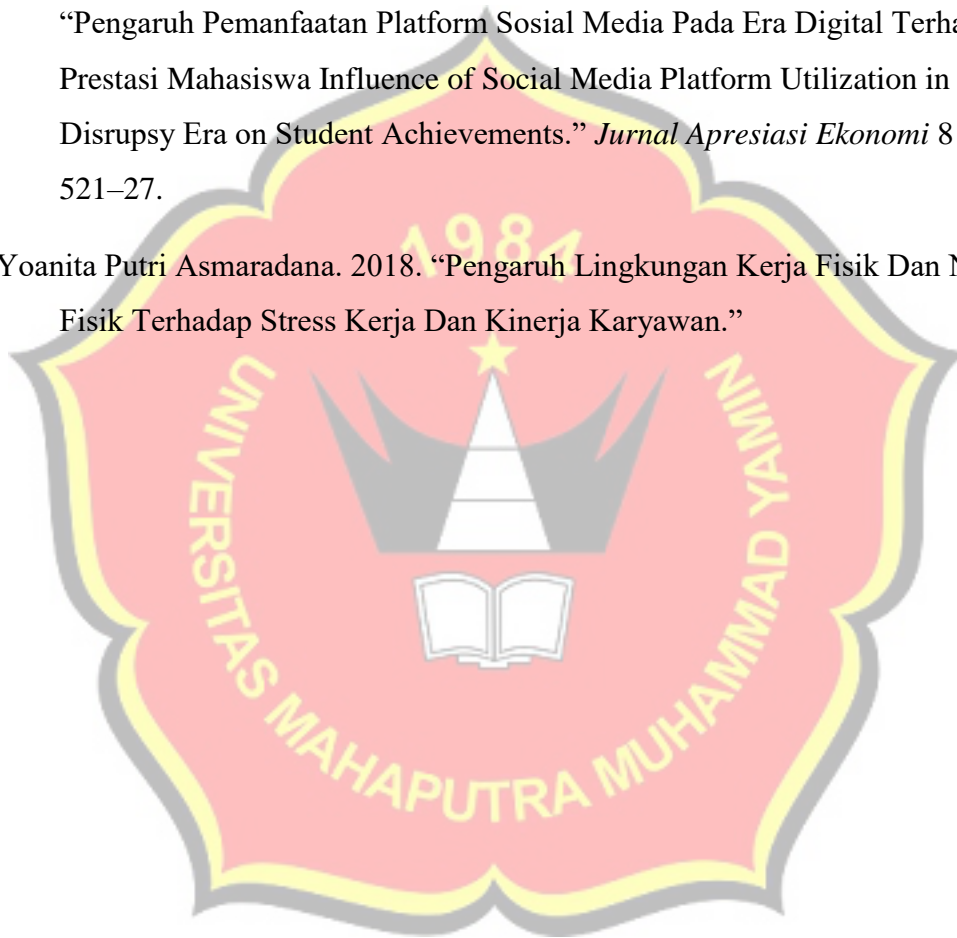 “Pengaruh Pemanfaatan Platform Sosial Media Pada Era Digital
Prestasi Mahasiswa Influence of Social Media Platform Utilization in
Disrupsy Era on Student Achievements.” Jurnal Apresiasi Ekonomi 8
521–27.
1984
Yoanita Putri Asmaradana. 2018. “Pengaruh Lingkungan Kerja Fisik Dan
Fisik Terhadap Stress Kerja Dan Kinerja Karyawan.”
UNIVERSITAS MAHAPUTRA MUHAMMAD YAMIN